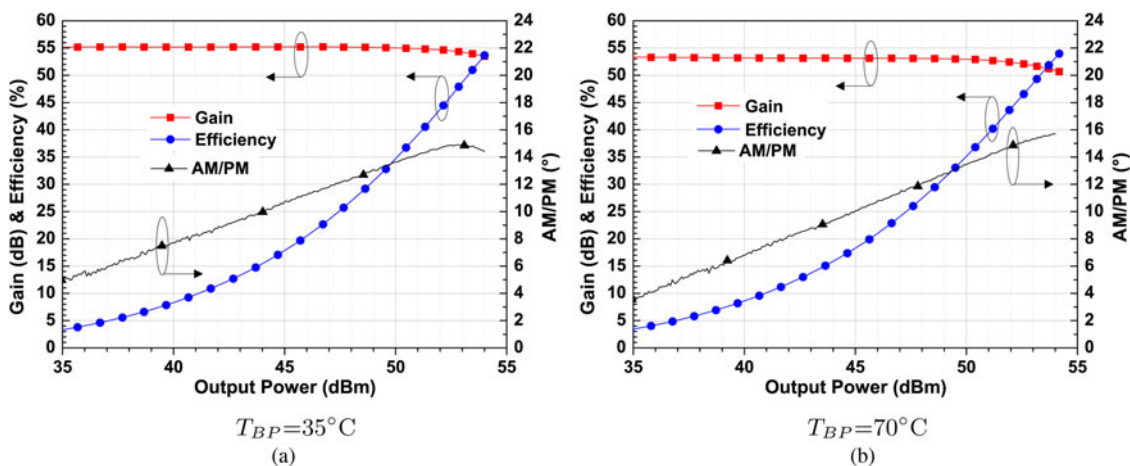 Gain (dB) & Efficiency (%)
60
55
50
45
40
35
30
25
20
15
10
5
0
Gain
Efficiency
AM/PM
24
22
20
18
16
14
12
10
8
6
4
2
0
AM/PM (°)
35 40 45 50 55
Output Power (dBm)
T_{BP}=35°C
(a)
Gain (dB) & Efficiency (%)
60
55
50
45
40
35
30
25
20
15
10
5
0
Gain
Efficiency
AM/PM
24
22
20
18
16
14
12
10
8
6
4
2
0
AM/PM (°)
35 40 45 50 55
Output Power (dBm)
T_{BP}=70°C
(b)